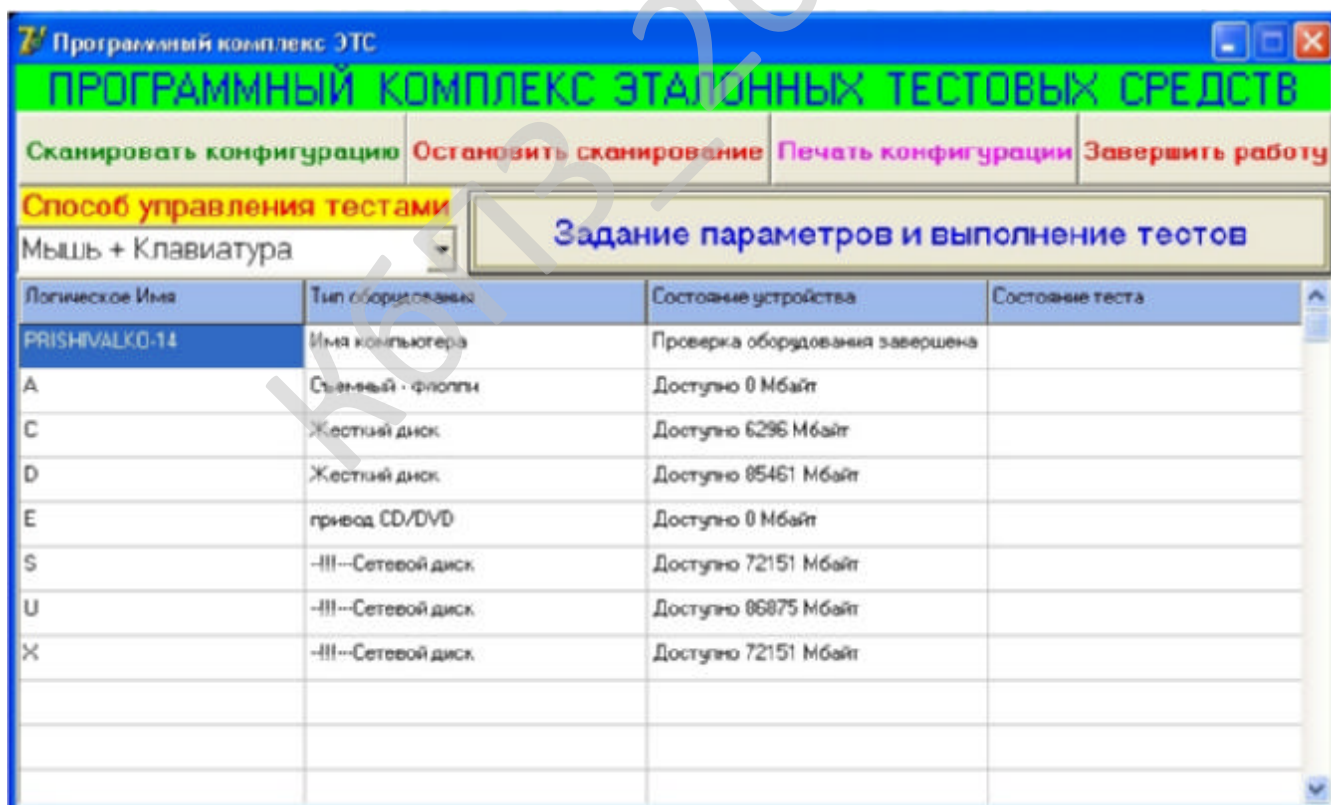 Программный комплекс ЭТС
ПРОГРАММНЫЙ КОМПЛЕКС ЭТАЛОННЫХ ТЕСТОВЫХ СРЕДСТВ
Сканировать конфигурацию Остановить сканирование Печать конфигурации Завершить работу
Способ управления тестами
Мышь + Клавиатура
Задание параметров и выполнение тестов
Логическое Имя Тип оборудования Состояние устройства Состояние теста
PRISHIVALKO-14 Имя компьютера Проверка оборудования завершена
A Съемный - флоппи Доступно 0 Мбайт
C Жесткий диск Доступно 6296 Мбайт
D Жесткий диск Доступно 85461 Мбайт
E привод CD/DVD Доступно 0 Мбайт
S --!!!---Сетевой диск Доступно 72151 Мбайт
U --!!!---Сетевой диск Доступно 86875 Мбайт
X --!!!---Сетевой диск Доступно 72151 Мбайт